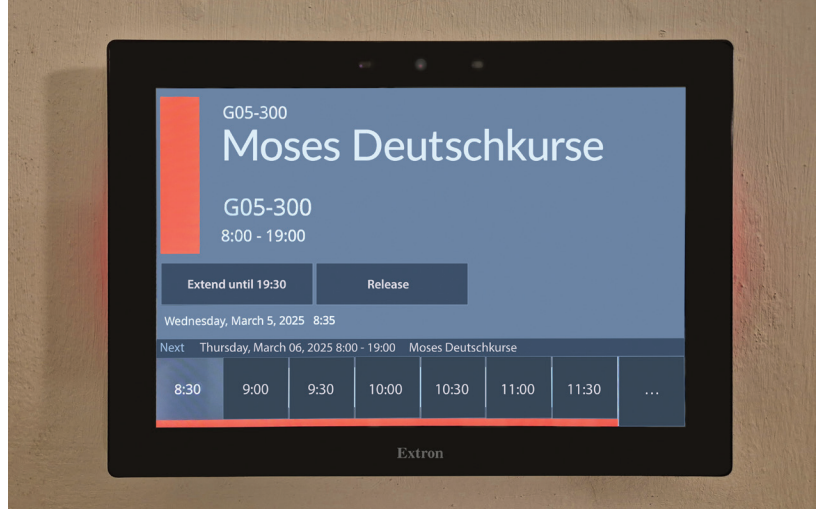 G05-300
Moses Deutschkurse
G05-300
8:00 - 19:00
Extend until 19:30 Release
Wednesday, March 5, 2025 8:35
Next Thursday, March 06, 2025 8:00 - 19:00 Moses Deutschkurse
8:30 9:00 9:30 10:00 10:30 11:00 11:30 ...
Extron